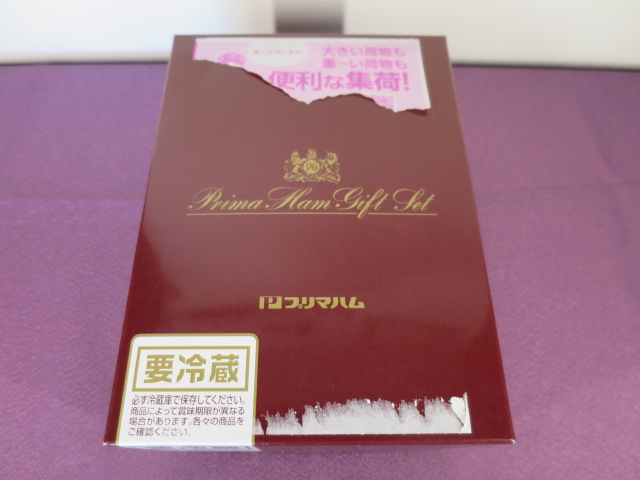 大きい荷物も
重～い荷物も
便利な集荷!
Prima Ham Gift Set
プリマハム
要冷蔵
必ず冷蔵庫で保存してください。
商品によって賞味期限が異なる
場合があります。各々の商品を
ご確認ください。